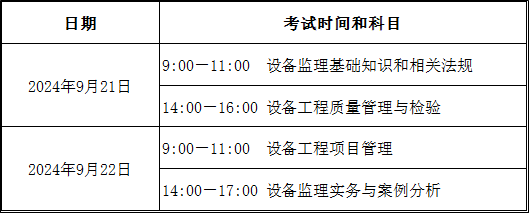 日期
考试时间和科目
2024年9月21日
9:00－11:00 设备监理基础知识和相关法规
14:00－16:00 设备工程质量管理与检验
2024年9月22日
9:00－11:00 设备工程项目管理
14:00－17:00 设备监理实务与案例分析